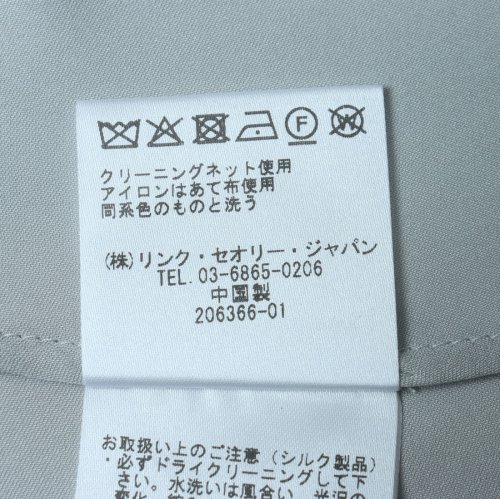 F
W
クリーニングネット使用
アイロンはあて布使用
同系色のものと洗う
(株)リンク・セオリー・ジャパン
TEL.03-6865-0206
中国製
206366-01
お取扱い上のご注意(シルク製品)
・必ずドライクリーニングして下
さい。水洗いは風合い、光沢の